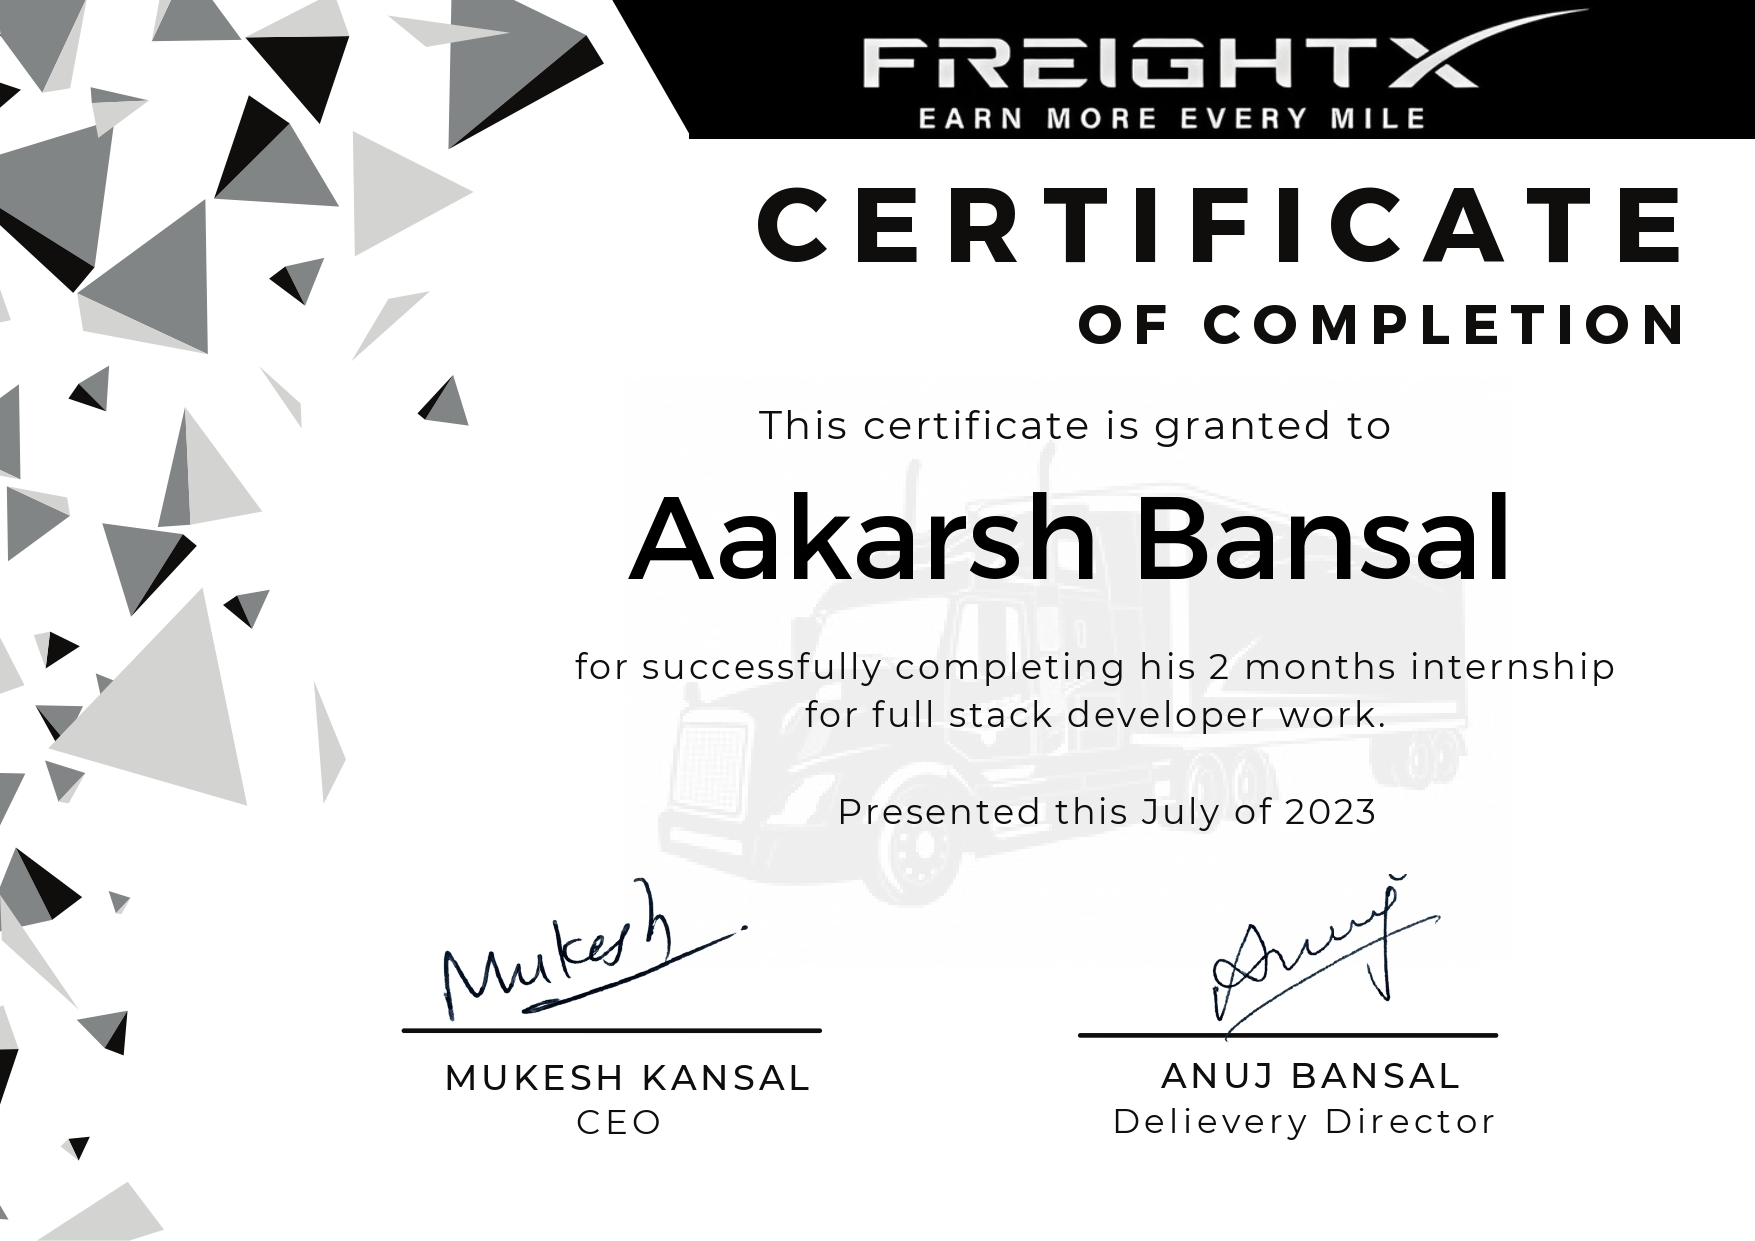 FREIGHTX
EARN MORE EVERY MILE
CERTIFICATE
OF COMPLETION
This certificate is granted to
Aakarsh Bansal
for successfully completing his 2 months internship
for full stack developer work.
Presented this July of 2023
Mukesh
Anuj
MUKESH KANSAL
ANUJ BANSAL
CEO
Delievery Director